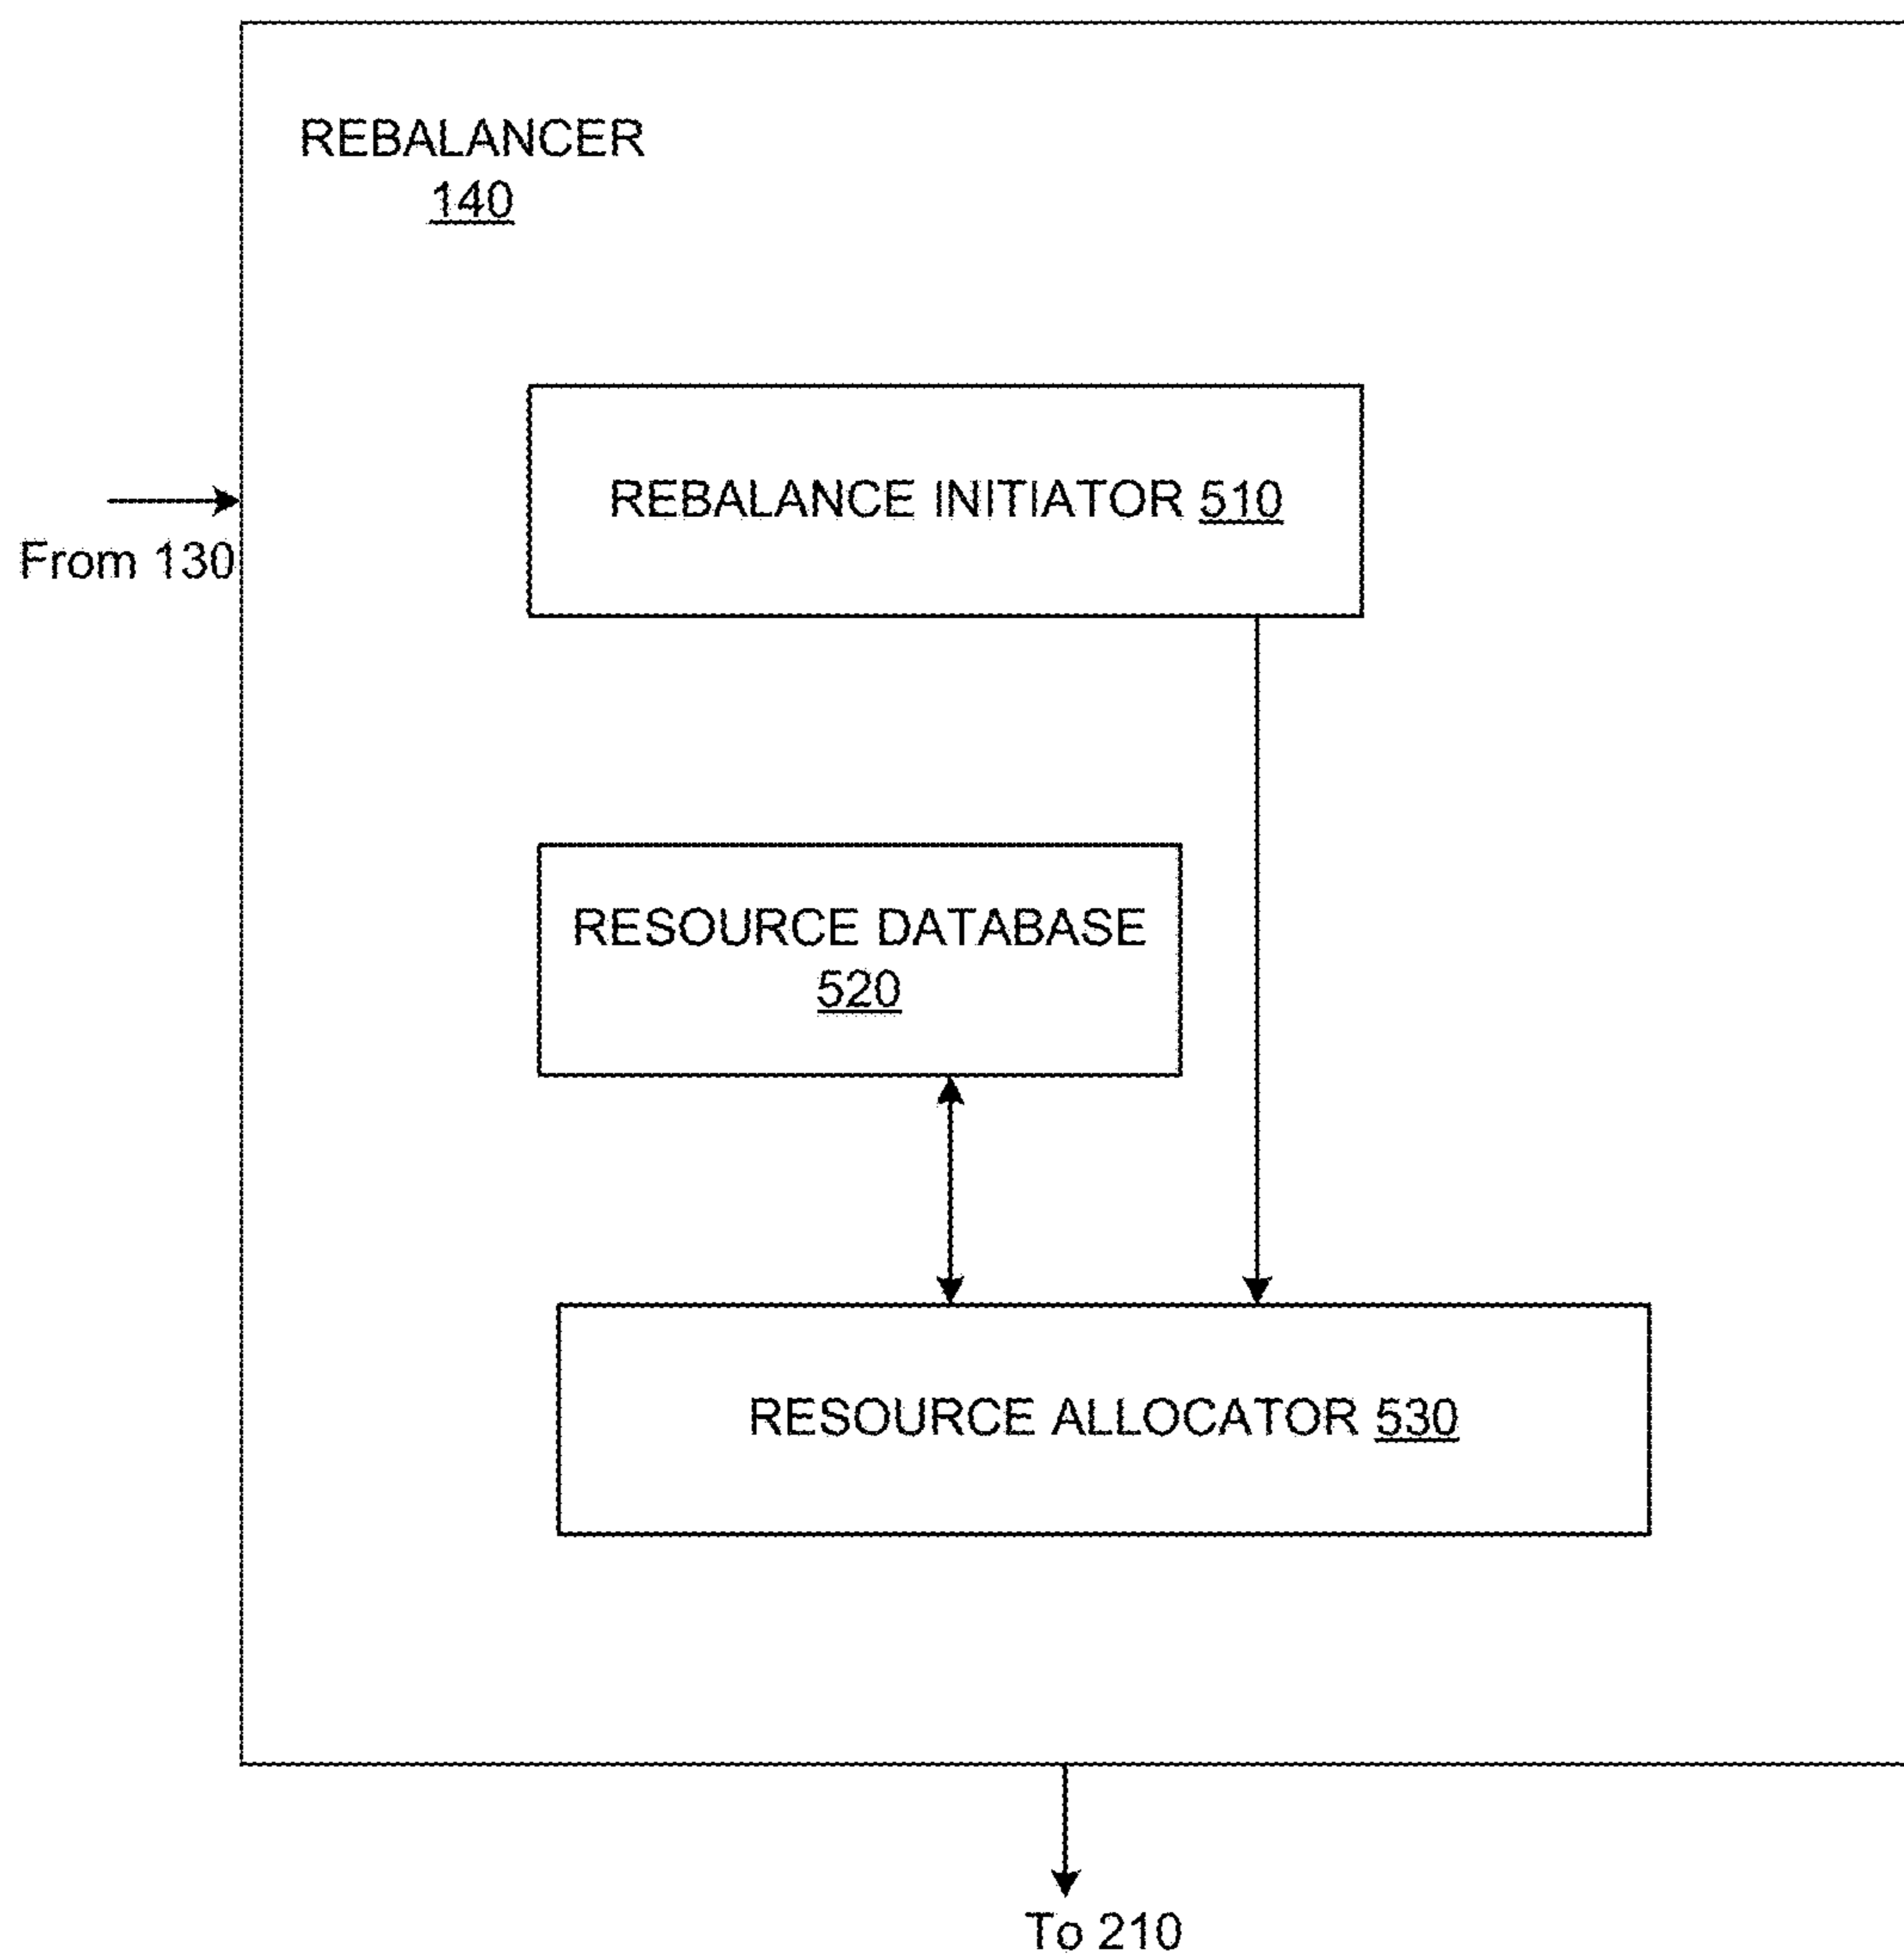 REBALANCER
140
REBALANCE INITIATOR 510
From 130
RESOURCE DATABASE
520
RESOURCE ALLOCATOR 530
To 210